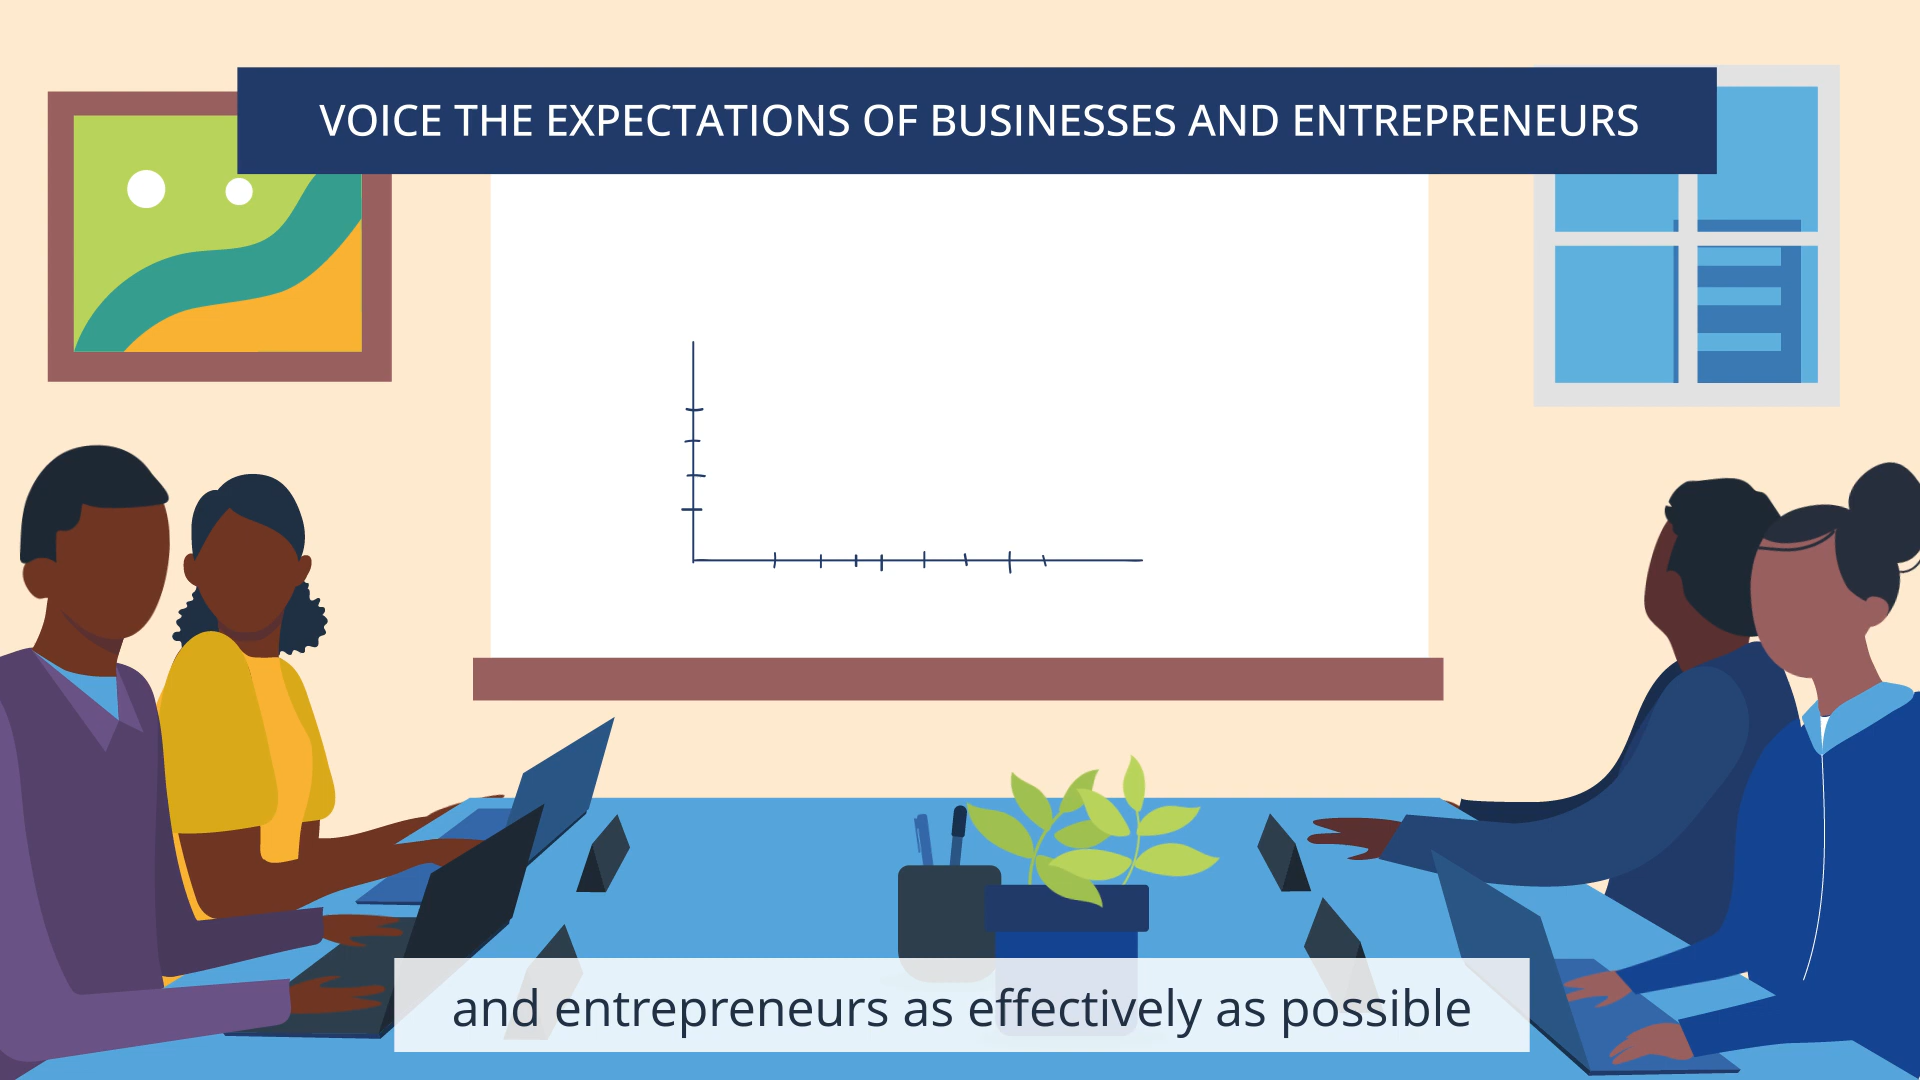 VOICE THE EXPECTATIONS OF BUSINESSES AND ENTREPRENEURS
and entrepreneurs as effectively as possible